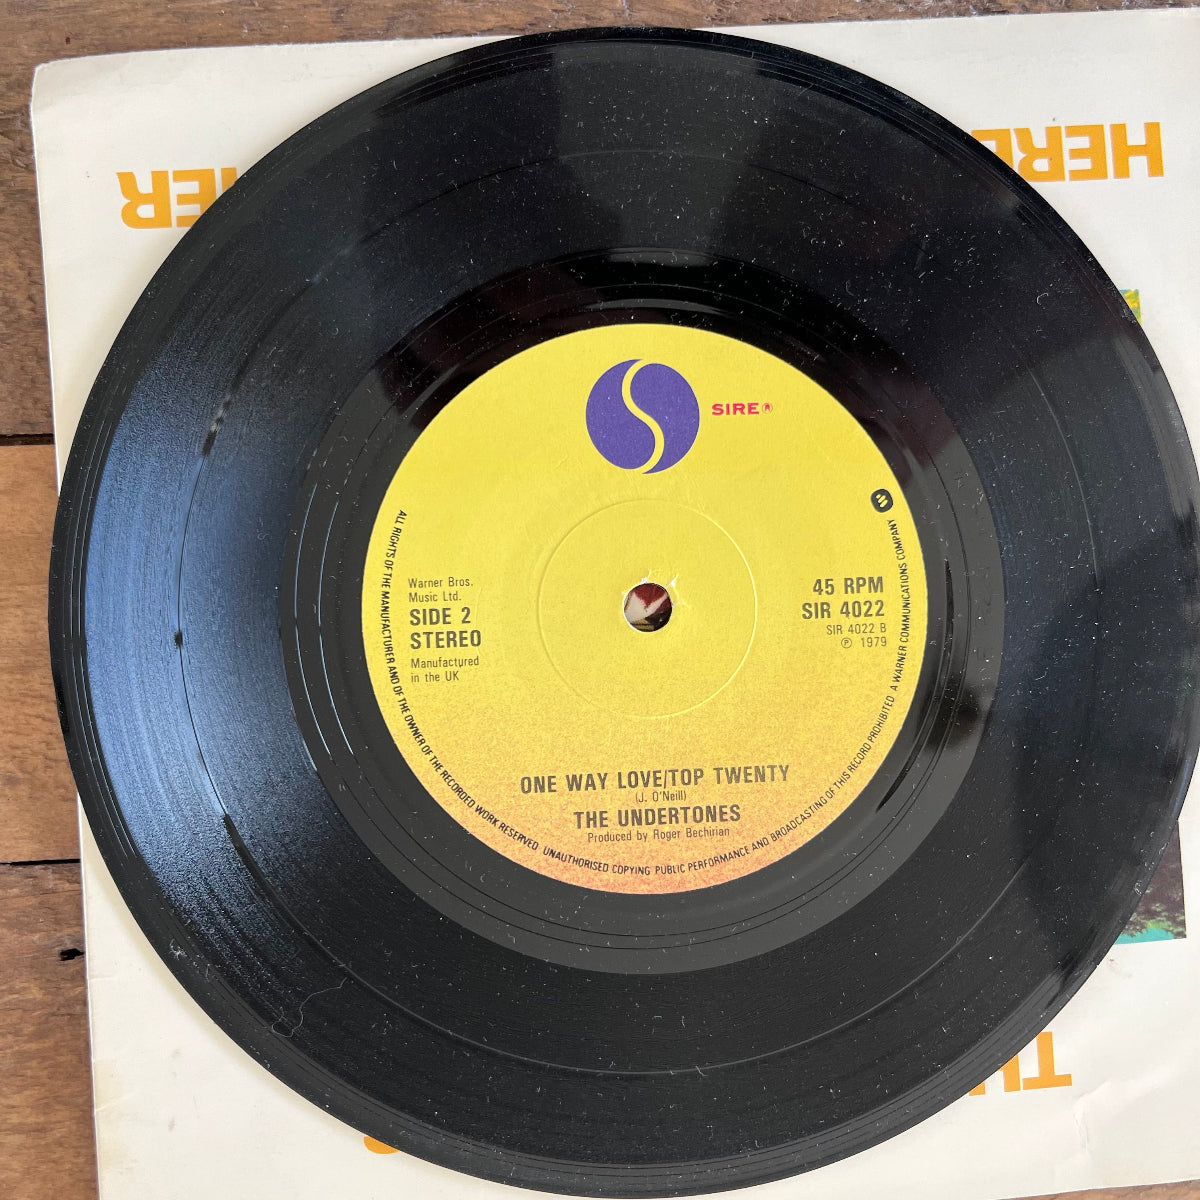 HERE
MER
SIRE®
Warner Bros.
Music Ltd.
SIDE 2
STEREO
Manufactured
in the UK
45 RPM
SIR 4022
SIR 4022 B
℗ 1979
ONE WAY LOVE/TOP TWENTY
(J. O'Neill)
THE UNDERTONES
Produced by Roger Bechirian
ALL RIGHTS OF THE MANUFACTURER AND OF THE OWNER OF THE RECORDED WORK RESERVED UNAUTHORISED COPYING PUBLIC PERFORMANCE AND BROADCASTING OF THIS RECORD PROHIBITED A WARNER COMMUNICATIONS COMPANY